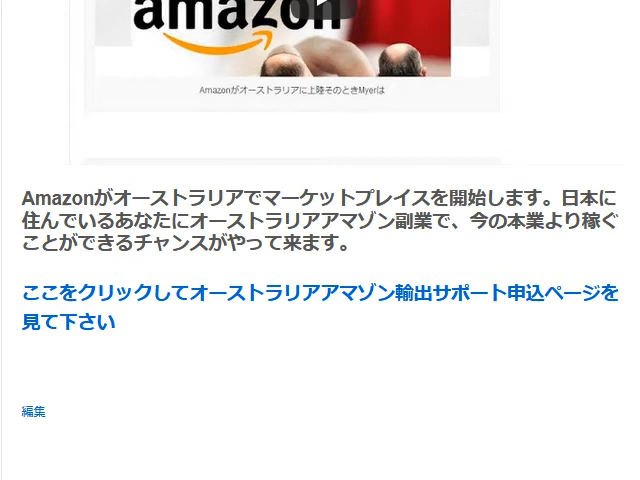 amazon
Amazonがオーストラリアに上陸そのときMyerは
Amazonがオーストラリアでマーケットプレイスを開始します。日本に
住んでいるあなたにオーストラリアアマゾン副業で、今の本業より稼ぐ
ことができるチャンスがやって来ます。
ここをクリックしてオーストラリアアマゾン輸出サポート申込ページを
見て下さい
編集